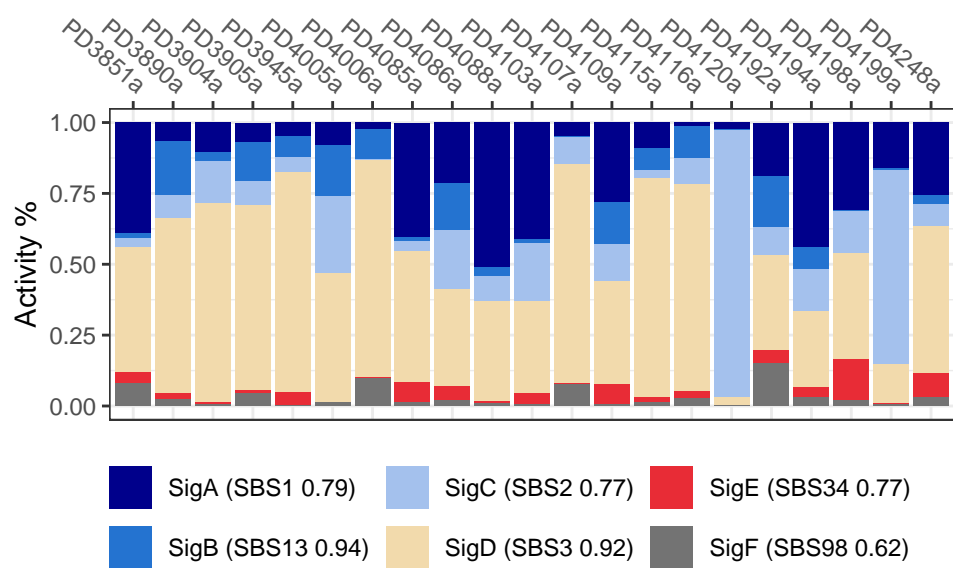 PD3851a
PD3890a
PD3904a
PD3905a
PD3945a
PD4005a
PD4006a
PD4085a
PD4086a
PD4088a
PD4103a
PD4107a
PD4109a
PD4115a
PD4116a
PD4120a
PD4192a
PD4194a
PD4198a
PD4199a
PD4248a
1.00
0.75
0.50
0.25
0.00
Activity %
SigA (SBS1 0.79)
SigC (SBS2 0.77)
SigE (SBS34 0.77)
SigB (SBS13 0.94)
SigD (SBS3 0.92)
SigF (SBS98 0.62)